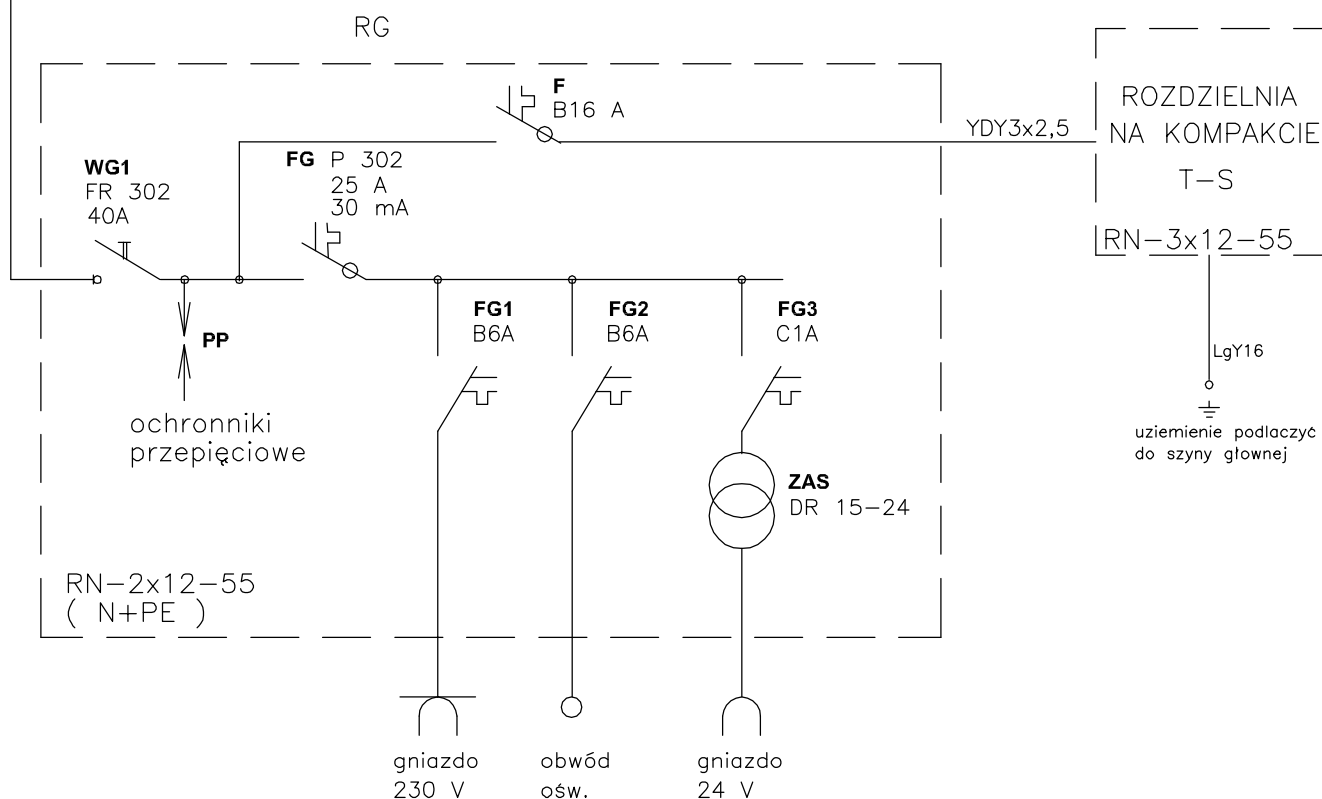 RG
F
B16 A
YDY3x2,5
ROZDZIELNIA
NA KOMPAKCIE
T-S
RN-3x12-55
WG1
FR 302
40A
FG P 302
25 A
30 mA
PP
ochronniki
przepięciowe
FG1
B6A
FG2
B6A
FG3
C1A
LgY16
uziemienie podlaczyć
do szyny głownej
ZAS
DR 15-24
RN-2x12-55
( N+PE )
gniazdo
230 V
obwód
ośw.
gniazdo
24 V